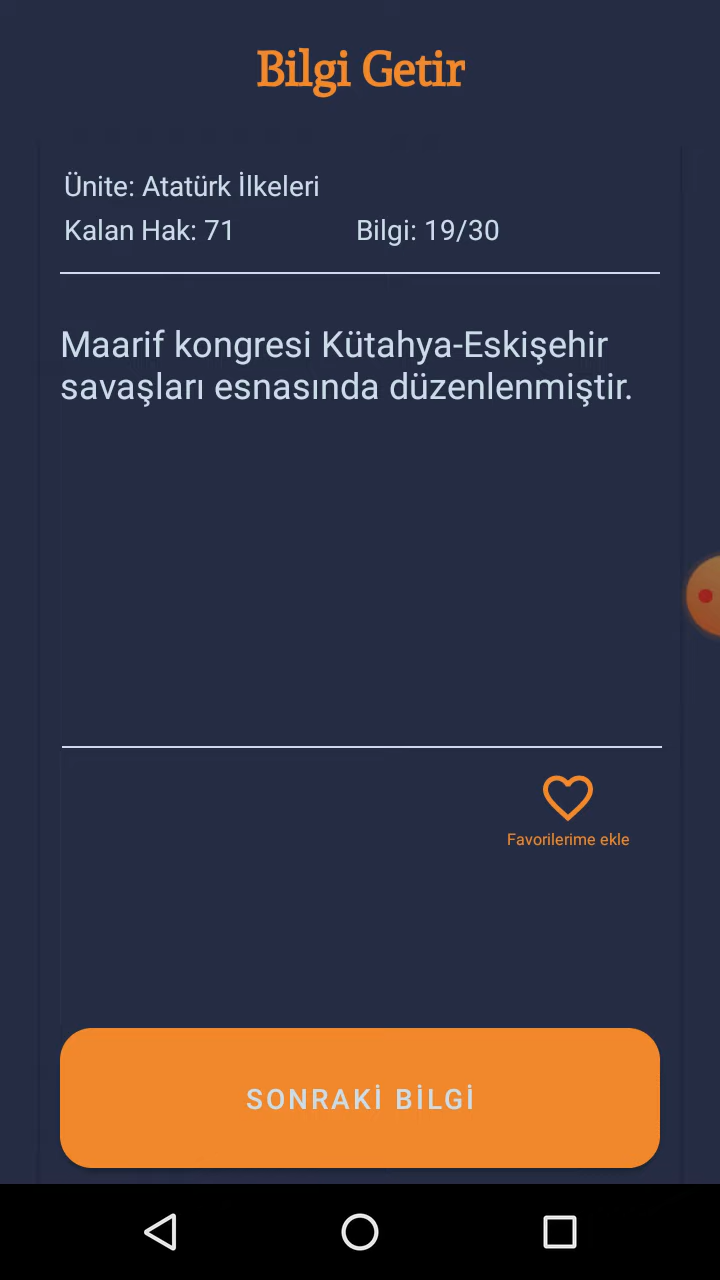 Bilgi Getir
Ünite: Atatürk İlkeleri
Kalan Hak: 71
Bilgi: 19/30
Maarif kongresi Kütahya-Eskişehir
savaşları esnasında düzenlenmiştir.
Favorilerime ekle
SONRAKİ BİLGİ